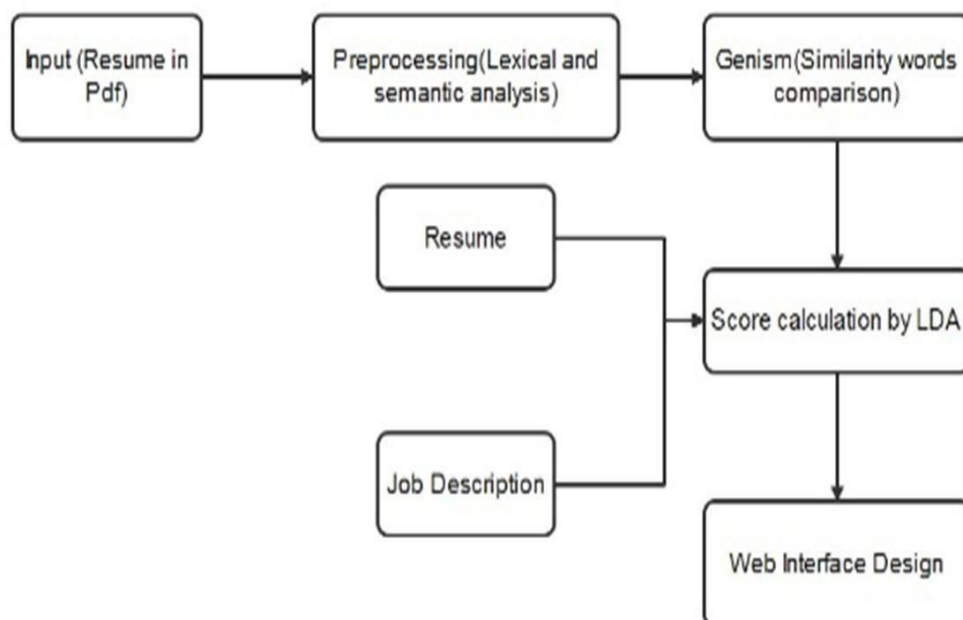 Input (Resume in
Pdf)
Preprocessing(Lexical and
semantic analysis)
Genism(Similarity words
comparison)
Resume
Score calculation by LDA
Job Description
Web Interface Design